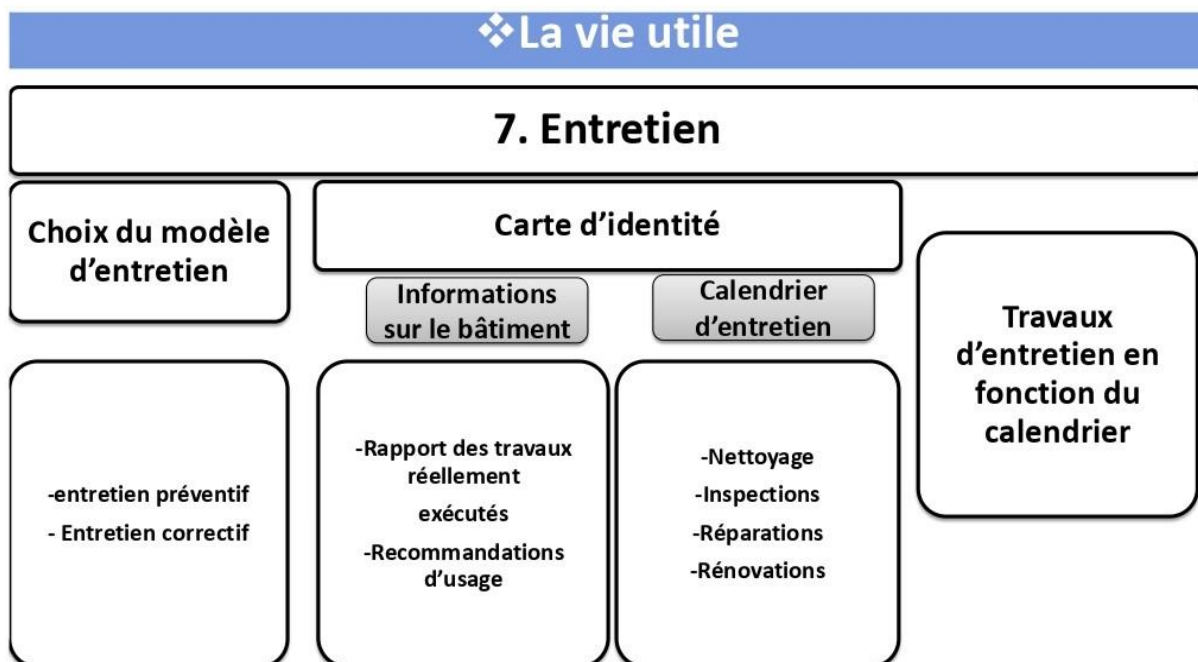 ❖La vie utile
7. Entretien
Choix du modèle
d'entretien
-entretien préventif
- Entretien correctif
Carte d'identité
Informations
sur le bâtiment
-Rapport des travaux
réellement
exécutés
-Recommandations
d'usage
Calendrier
d'entretien
-Nettoyage
-Inspections
-Réparations
-Rénovations
Travaux
d'entretien en
fonction du
calendrier